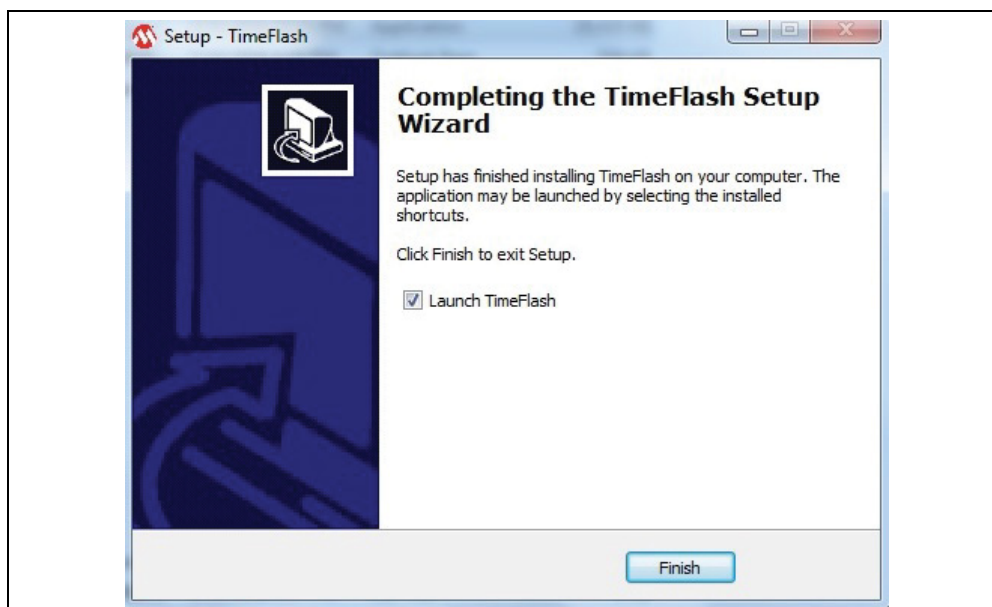 Setup - TimeFlash
Completing the TimeFlash Setup
Wizard
Setup has finished installing TimeFlash on your computer. The
application may be launched by selecting the installed
shortcuts.
Click Finish to exit Setup.
Launch TimeFlash
Finish